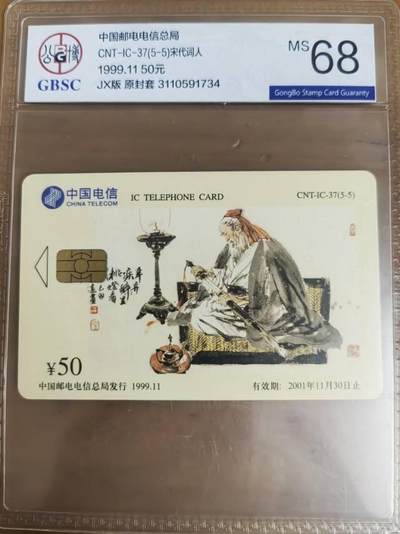 公G博
GBSC
中国邮电电信总局
CNT-IC-37(5-5)宋代词人
1999.11 50元
JX版 原封套 3110591734
MS 68
GongBo Stamp Card Guaranty
中国电信
CHINA TELECOM
IC TELEPHONE CARD
CNT-IC-37(5-5)
¥50
中国邮电电信总局发行 1999.11
有效期: 2001年11月30日止